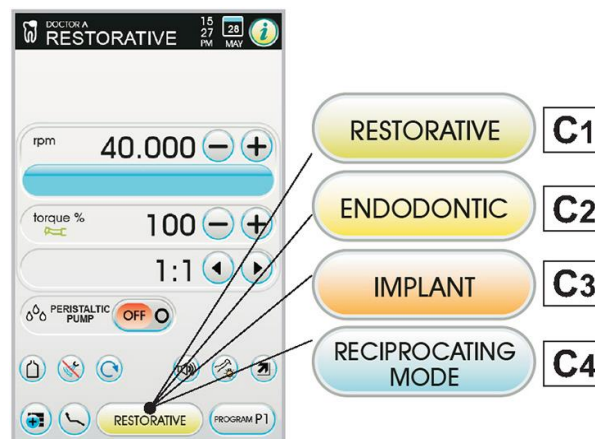 DOCTOR A
RESTORATIVE
15
27
PM
28
MAY
i
rpm
40.000
torque %
100
1:1
PERISTALTIC
PUMP
OFF
RESTORATIVE
PROGRAM P1
RESTORATIVE
C1
ENDODONTIC
C2
IMPLANT
C3
RECIPROCATING
MODE
C4